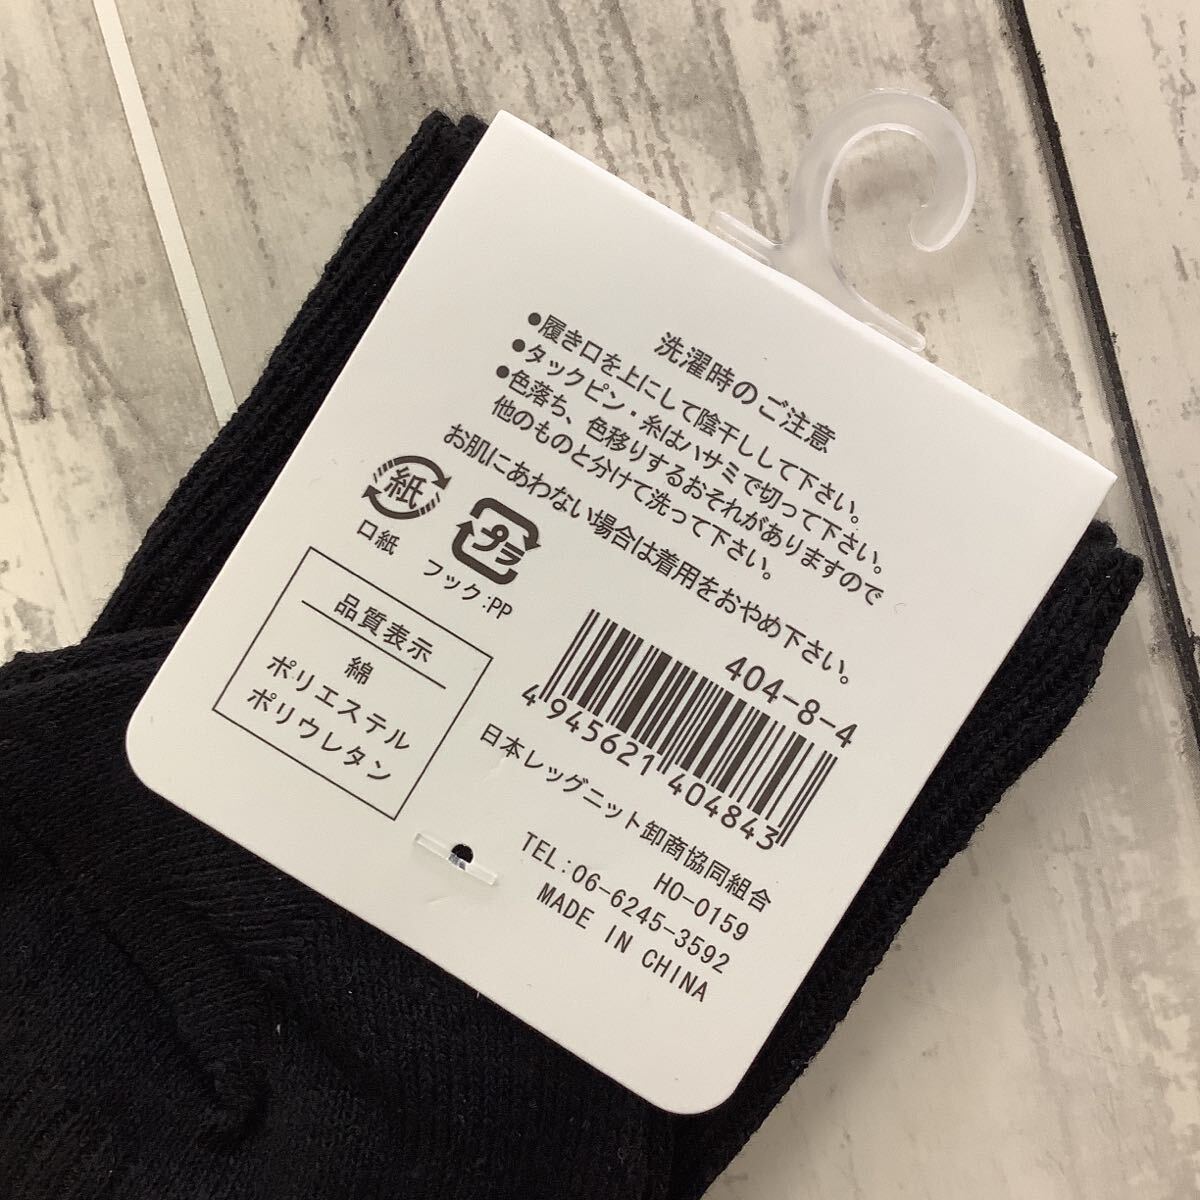 洗濯時のご注意
●履き口を上にして陰干しして下さい。
●タックピン・糸はハサミで切って下さい。
●色落ち、色移りするおそれがありますので
他のものと分けて洗って下さい。
お肌にあわない場合は着用をおやめ下さい。
紙
口紙
プラ
フック:PP
品質表示
綿
ポリエステル
ポリウレタン
404-8-4
4945621404843
日本レッグニット卸商協同組合
HO-0159
TEL:06-6245-3592
MADE IN CHINA